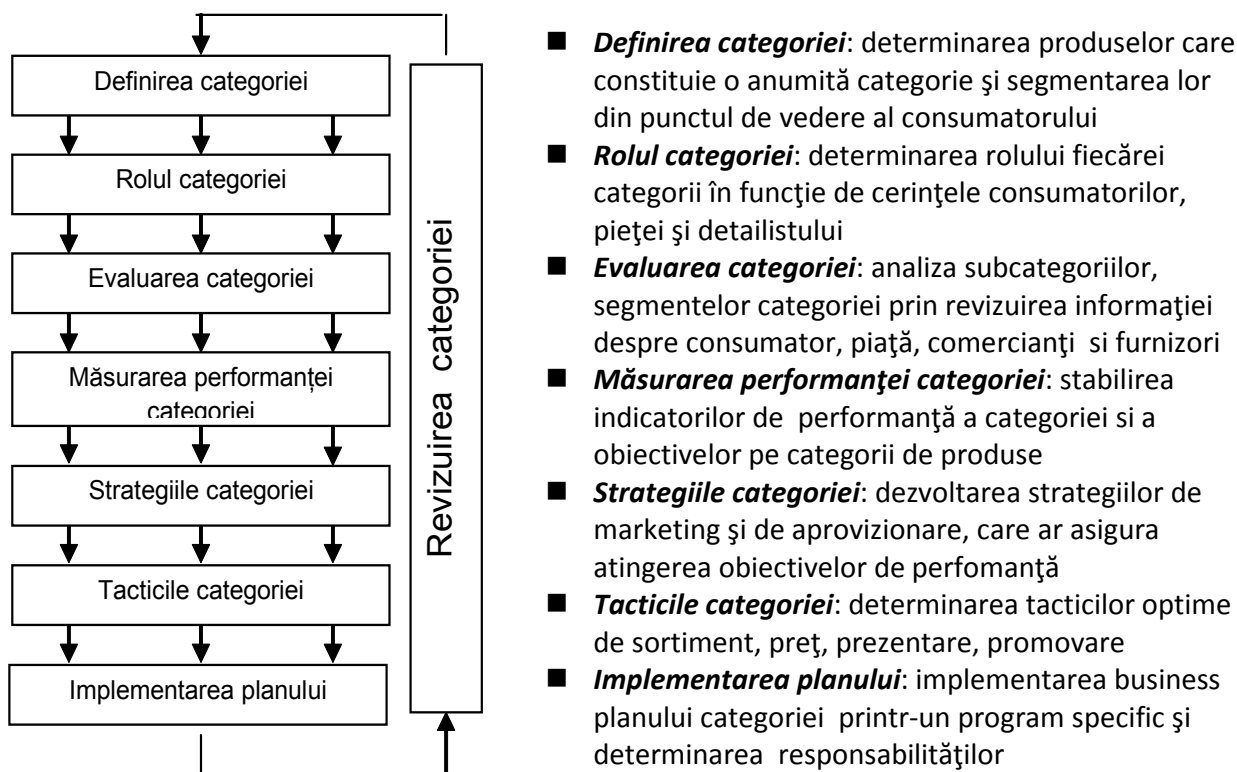 Definirea categoriei
Rolul categoriei
Evaluarea categoriei
Măsurarea performanței
categoriei
Strategiile categoriei
Tacticile categoriei
Implementarea planului
Revizuirea categoriei
■ Definirea categoriei: determinarea produselor care
constituie o anumită categorie şi segmentarea lor
din punctul de vedere al consumatorului
■ Rolul categoriei: determinarea rolului fiecărei
categorii în funcţie de cerinţele consumatorilor,
pieţei şi detailistului
■ Evaluarea categoriei: analiza subcategoriilor,
segmentelor categoriei prin revizuirea informaţiei
despre consumator, piaţă, comercianţi si furnizori
■ Măsurarea performanţei categoriei: stabilirea
indicatorilor de performanţă a categoriei si a
obiectivelor pe categorii de produse
■ Strategiile categoriei: dezvoltarea strategiilor de
marketing şi de aprovizionare, care ar asigura
atingerea obiectivelor de perfomanţă
■ Tacticile categoriei: determinarea tacticilor optime
de sortiment, preţ, prezentare, promovare
■ Implementarea planului: implementarea business
planului categoriei printr-un program specific şi
determinarea responsabilităţilor